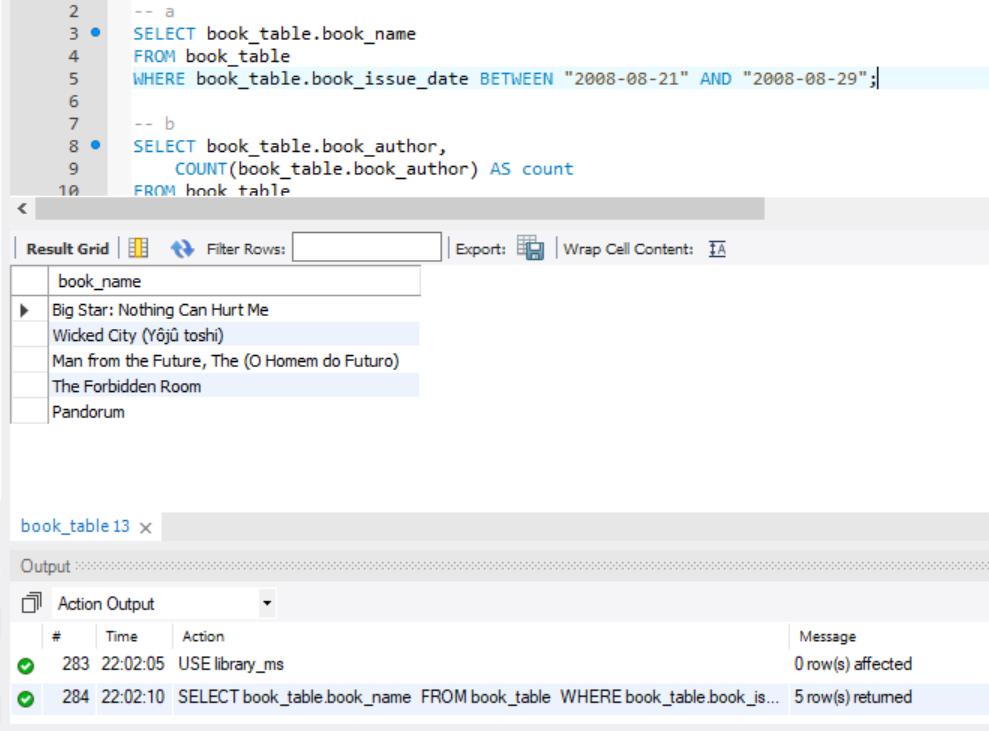 2 -- a
3 SELECT book_table.book_name
4 FROM book_table
5 WHERE book_table.book_issue_date BETWEEN "2008-08-21" AND "2008-08-29";
6
7 -- b
8 SELECT book_table.book_author,
9 COUNT(book_table.book_author) AS count
10 FROM book_table
Result Grid Filter Rows: Export: Wrap Cell Content: IA
book_name
Big Star: Nothing Can Hurt Me
Wicked City (Yôjû toshi)
Man from the Future, The (O Homem do Futuro)
The Forbidden Room
Pandorum
book_table 13
Output
Action Output
# Time Action Message
283 22:02:05 USE library_ms 0 row(s) affected
284 22:02:10 SELECT book_table.book_name FROM book_table WHERE book_table.book_is... 5 row(s) returned